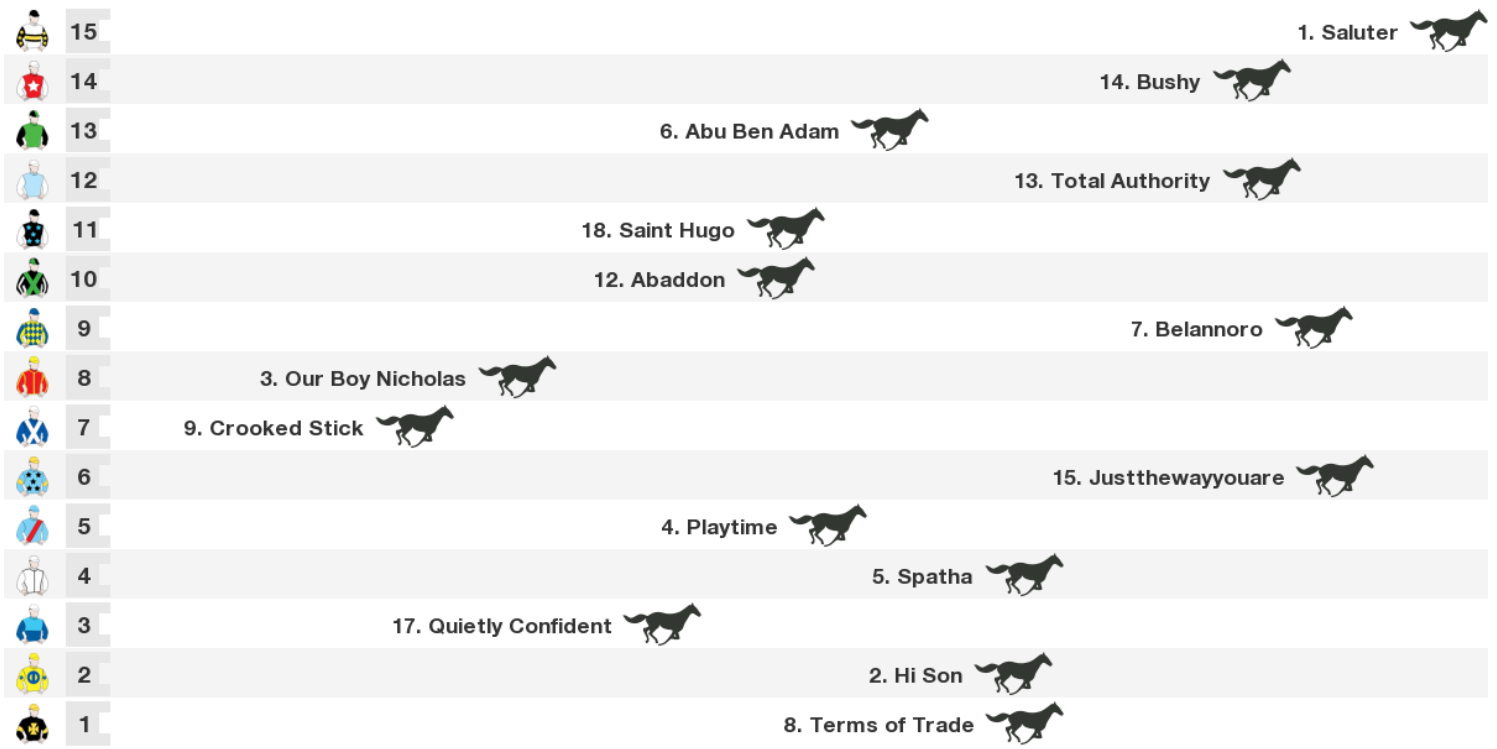 15 1. Saluter
14 14. Bushy
13 6. Abu Ben Adam
12 13. Total Authority
11 18. Saint Hugo
10 12. Abaddon
9 7. Belannoro
8 3. Our Boy Nicholas
7 9. Crooked Stick
6 15. Justthewayyouare
5 4. Playtime
4 5. Spatha
3 17. Quietly Confident
2 2. Hi Son
1 8. Terms of Trade